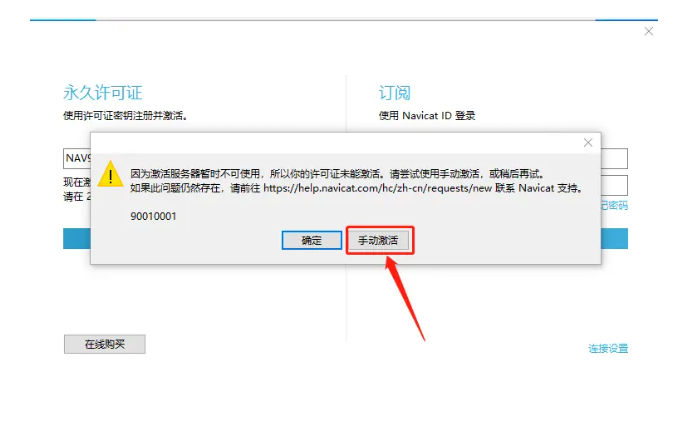 永久许可证
订阅
使用许可证密钥注册并激活。
使用 Navicat ID 登录
NAV9
现在激
请在 2
因为激活服务器暂时不可使用，所以你的许可证未能激活。请尝试使用手动激活，或稍后再试。
如果此问题仍然存在，请前往 https://help.navicat.com/hc/zh-cn/requests/new 联系 Navicat 支持。
90010001
确定
手动激活
记密码
在线购买
连接设置